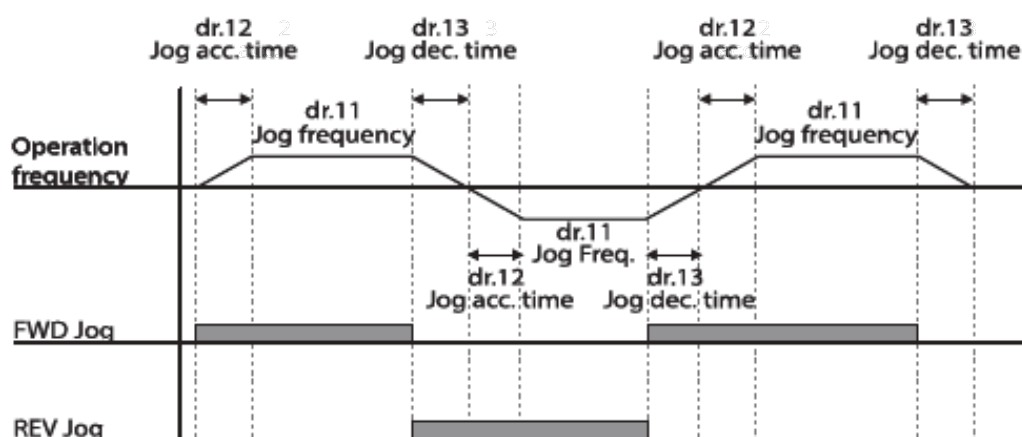 dr.12
Jog acc. time
dr.13
Jog dec. time
dr.12
Jog acc. time
dr.13
Jog dec. time
dr.11
Jog frequency
dr.11
Jog frequency
Operation
frequency
dr.11
Jog Freq.
dr.12
Jog acc. time
dr.13
Jog dec. time
FWD Jog
REV Jog